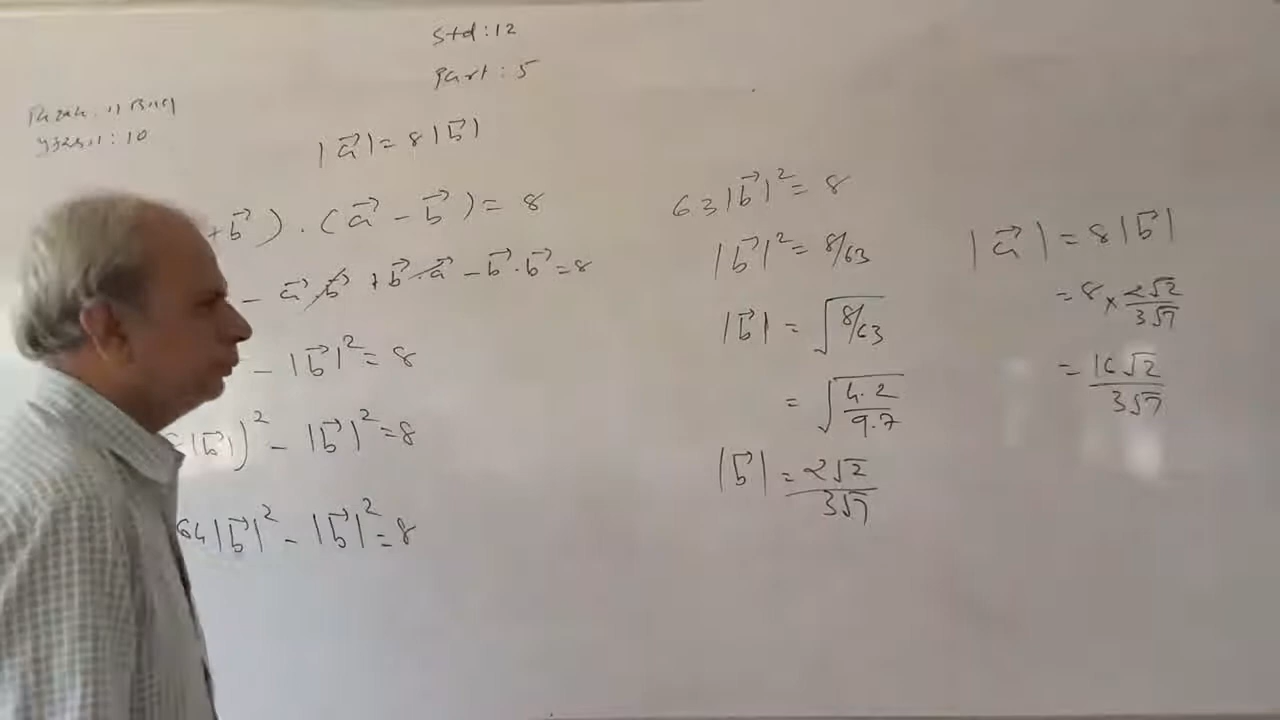 Std : 12
Part : 5
: 10
|a⃗| = 8|b⃗|
+ b⃗) . (a⃗ - b⃗) = 8
- a⃗ . b⃗ + b⃗ . a⃗ - b⃗ . b⃗ = 8
- |b⃗|² = 8
|b⃗|)² - |b⃗|² = 8
64|b⃗|² - |b⃗|² = 8
63|b⃗|² = 8
|b⃗|² = 8/63
|b⃗| = √(8/63)
= √(4.2/9.7)
|b⃗| = 2√2/3√7
|a⃗| = 8|b⃗|
= 8 × 2√2/3√7
= 16√2/3√7